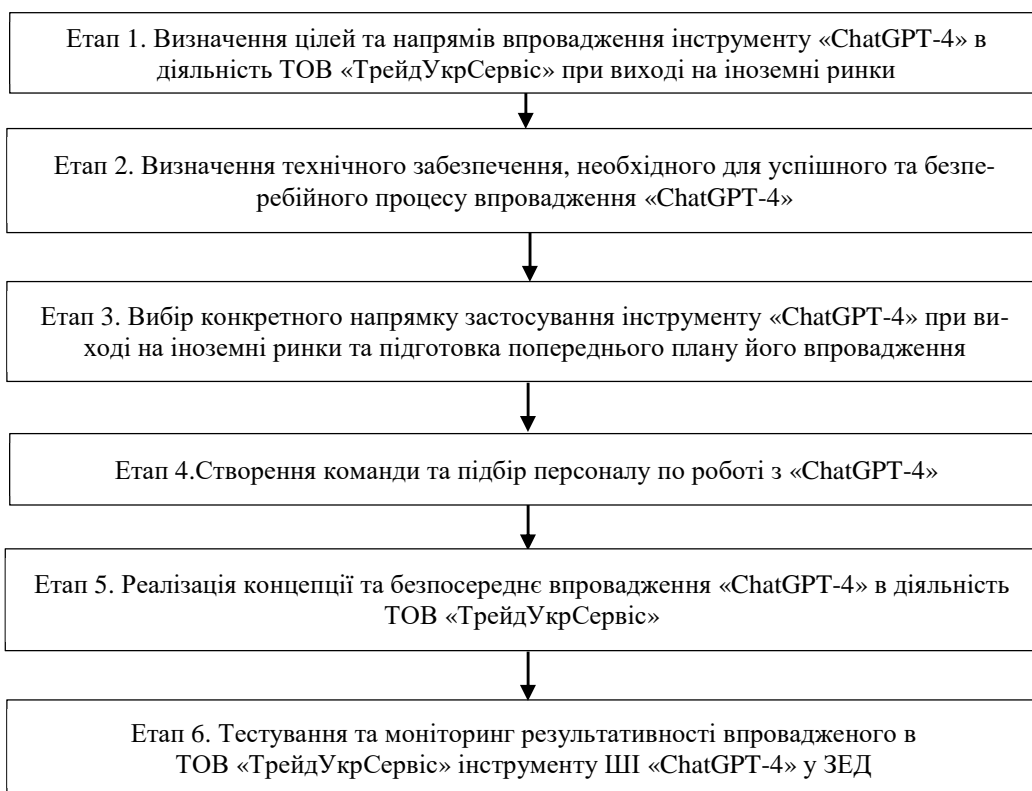 Етап 1. Визначення цілей та напрямів впровадження інструменту «ChatGPT-4» в
діяльність ТОВ «ТрейдУкрСервіс» при виході на іноземні ринки
Етап 2. Визначення технічного забезпечення, необхідного для успішного та безпе-
ребійного процесу впровадження «ChatGPT-4»
Етап 3. Вибір конкретного напрямку застосування інструменту «ChatGPT-4» при ви-
ході на іноземні ринки та підготовка попереднього плану його впровадження
Етап 4.Створення команди та підбір персоналу по роботі з «ChatGPT-4»
Етап 5. Реалізація концепції та безпосереднє впровадження «ChatGPT-4» в діяльність
ТОВ «ТрейдУкрСервіс»
Етап 6. Тестування та моніторинг результативності впровадженого в
ТОВ «ТрейдУкрСервіс» інструменту ШІ «ChatGPT-4» у ЗЕД